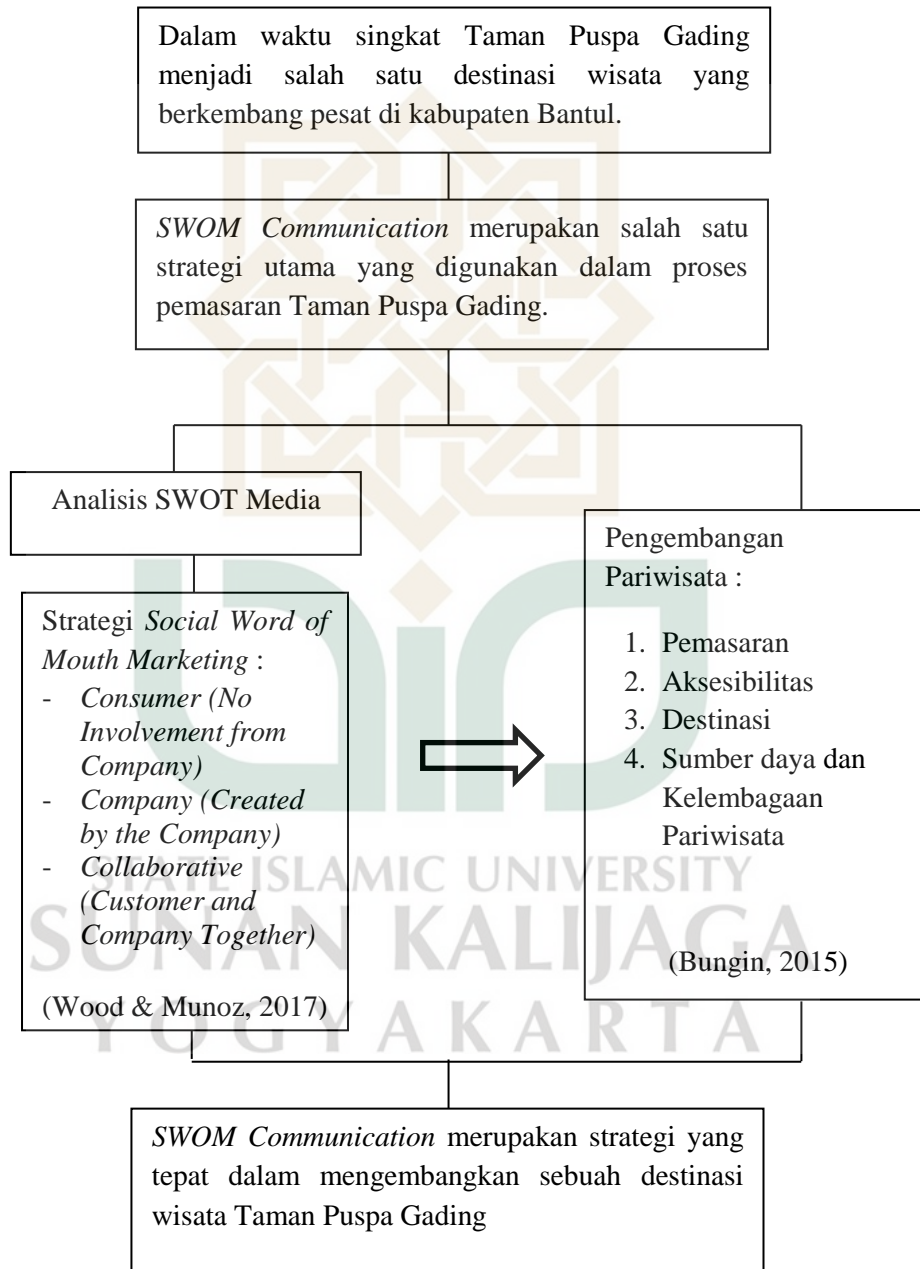 Dalam waktu singkat Taman Puspa Gading
menjadi salah satu destinasi wisata yang
berkembang pesat di kabupaten Bantul.
SWOM Communication merupakan salah satu
strategi utama yang digunakan dalam proses
pemasaran Taman Puspa Gading.
Analisis SWOT Media
Strategi Social Word of
Mouth Marketing :
- Consumer (No
Involvement from
Company)
- Company (Created
by the Company)
- Collaborative
(Customer and
Company Together)
(Wood & Munoz, 2017)
Pengembangan
Pariwisata :
1. Pemasaran
2. Aksesibilitas
3. Destinasi
4. Sumber daya dan
Kelembagaan
Pariwisata
(Bungin, 2015)
STATE ISLAMIC UNIVERSITY
SUNAN KALIJAGA
YOGYAKARTA
SWOM Communication merupakan strategi yang
tepat dalam mengembangkan sebuah destinasi
wisata Taman Puspa Gading